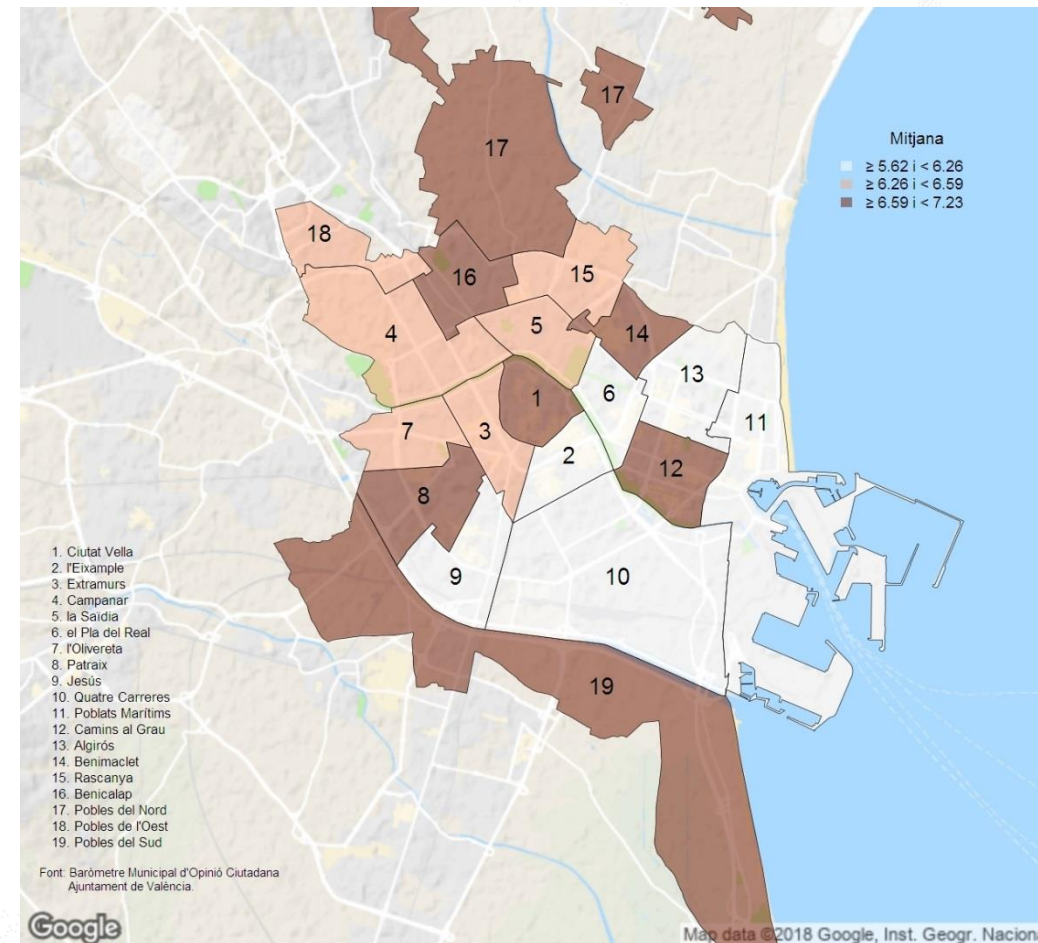 17
17
Mitjana
≥ 5.62 i < 6.26
≥ 6.26 i < 6.59
≥ 6.59 i < 7.23
18
16
15
4
5
14
13
6
1
11
7
3
2
12
8
9
10
19
1. Ciutat Vella
2. l'Eixample
3. Extramurs
4. Campanar
5. la Saïdia
6. el Pla del Real
7. l'Olivereta
8. Patraix
9. Jesús
10. Quatre Carreres
11. Poblats Marítims
12. Camins al Grau
13. Algirós
14. Benimaclet
15. Rascanya
16. Benicalap
17. Pobles del Nord
18. Pobles de l'Oest
19. Pobles del Sud
Font: Baròmetre Municipal d'Opinió Ciutadana
Ajuntament de València.
Google
Map data ©2018 Google, Inst. Geogr. Naciona